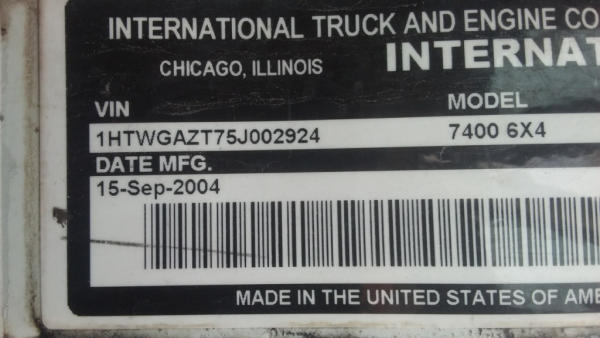 INTERNATIONAL TRUCK AND ENGINE CO
CHICAGO, ILLINOIS INTERNAT
VIN MODEL
1HTWGAZT75J002924 7400 6X4
DATE MFG.
15-Sep-2004
MADE IN THE UNITED STATES OF AME